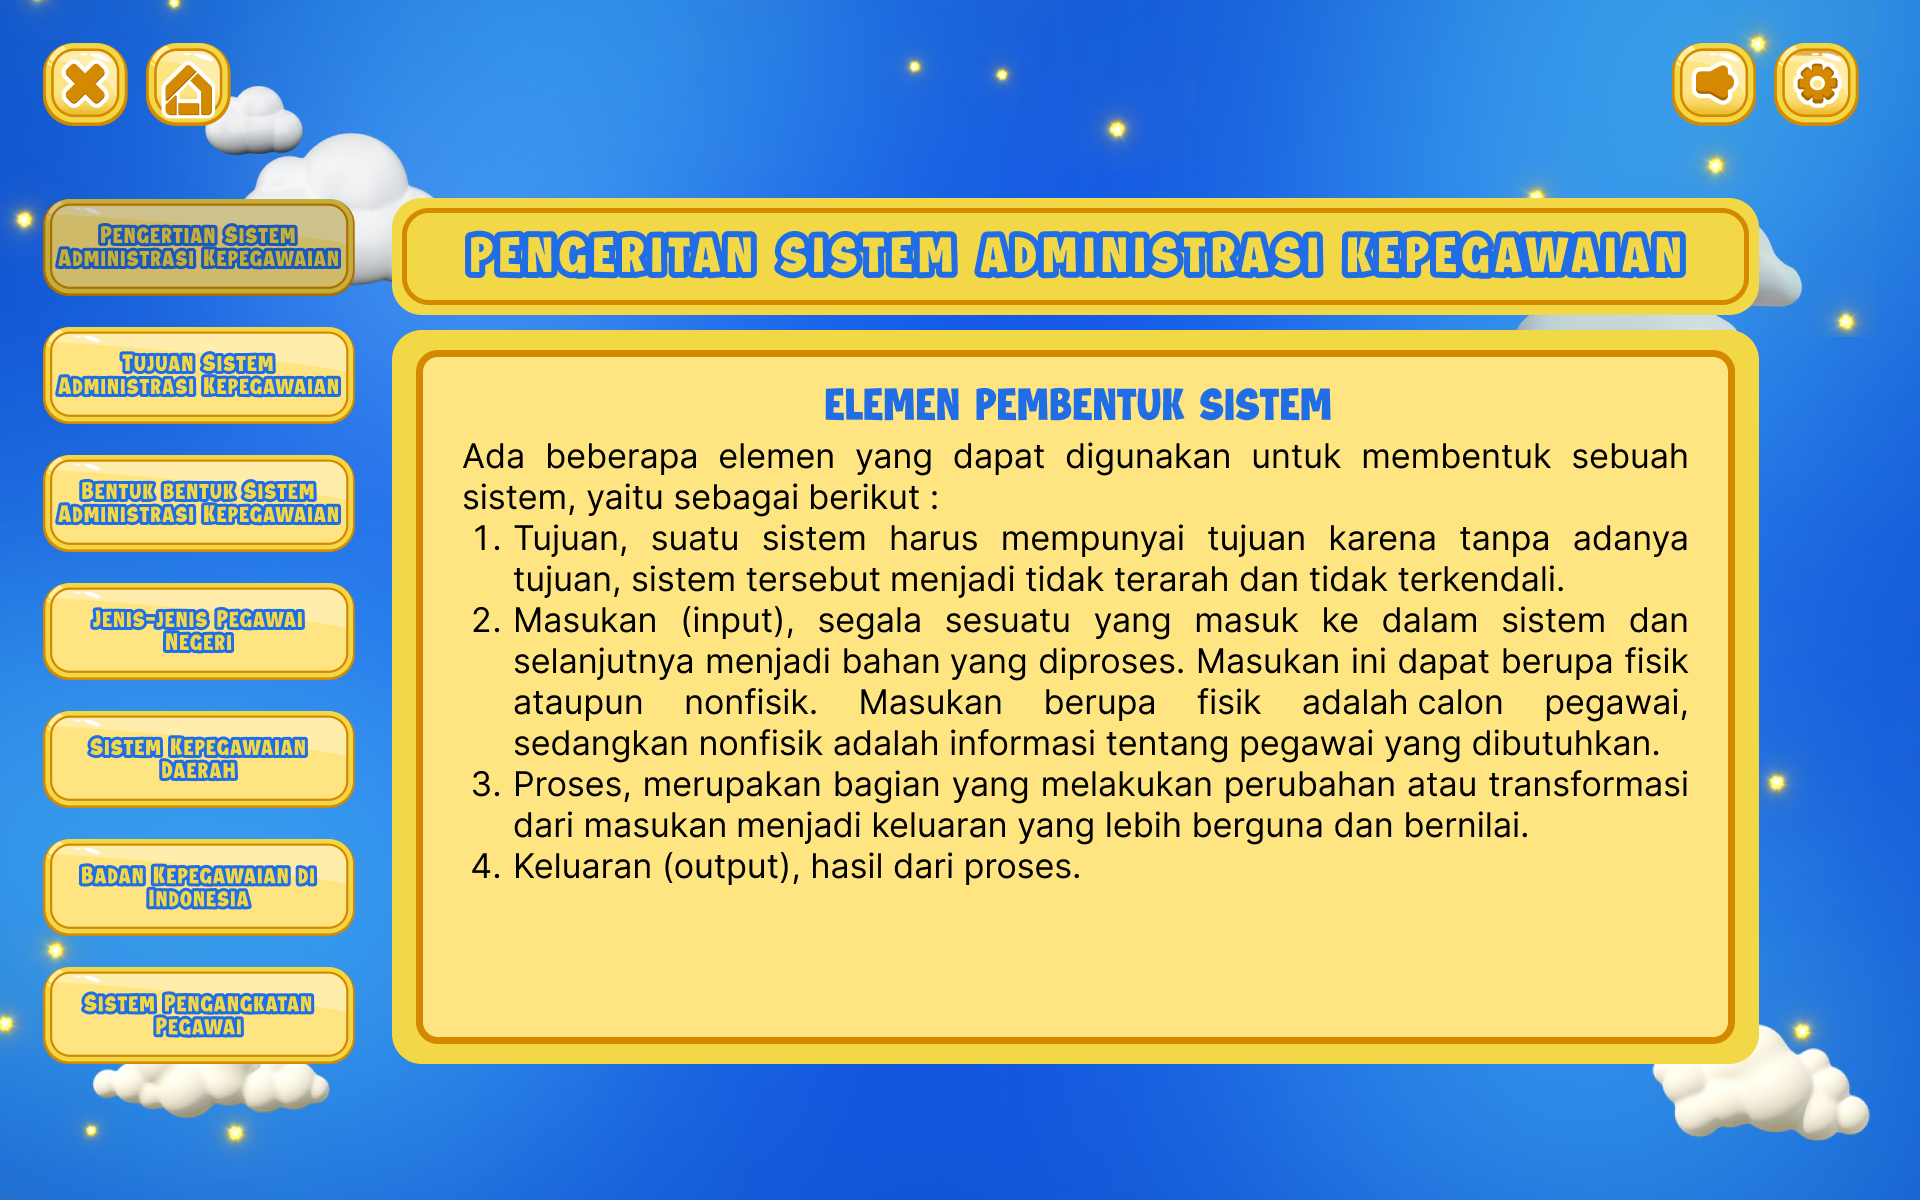 PENGERTIAN SISTEM
ADMINISTRASI KEPEGAWAIAN
TUJUAN SISTEM
ADMINISTRASI KEPEGAWAIAN
BENTUK BENTUK SISTEM
ADMINISTRASI KEPEGAWAIAN
JENIS-JENIS PEGAWAI
NEGERI
SISTEM KEPEGAWAIAN
DAERAH
BADAN KEPEGAWAIAN DI
INDONESIA
SISTEM PENGANGKATAN
PEGAWAI
PENGERITAN SISTEM ADMINISTRASI KEPEGAWAIAN
ELEMEN PEMBENTUK SISTEM
Ada beberapa elemen yang dapat digunakan untuk membentuk sebuah
sistem, yaitu sebagai berikut :
1. Tujuan, suatu sistem harus mempunyai tujuan karena tanpa adanya
tujuan, sistem tersebut menjadi tidak terarah dan tidak terkendali.
2. Masukan (input), segala sesuatu yang masuk ke dalam sistem dan
selanjutnya menjadi bahan yang diproses. Masukan ini dapat berupa fisik
ataupun nonfisik. Masukan berupa fisik adalah calon pegawai,
sedangkan nonfisik adalah informasi tentang pegawai yang dibutuhkan.
3. Proses, merupakan bagian yang melakukan perubahan atau transformasi
dari masukan menjadi keluaran yang lebih berguna dan bernilai.
4. Keluaran (output), hasil dari proses.